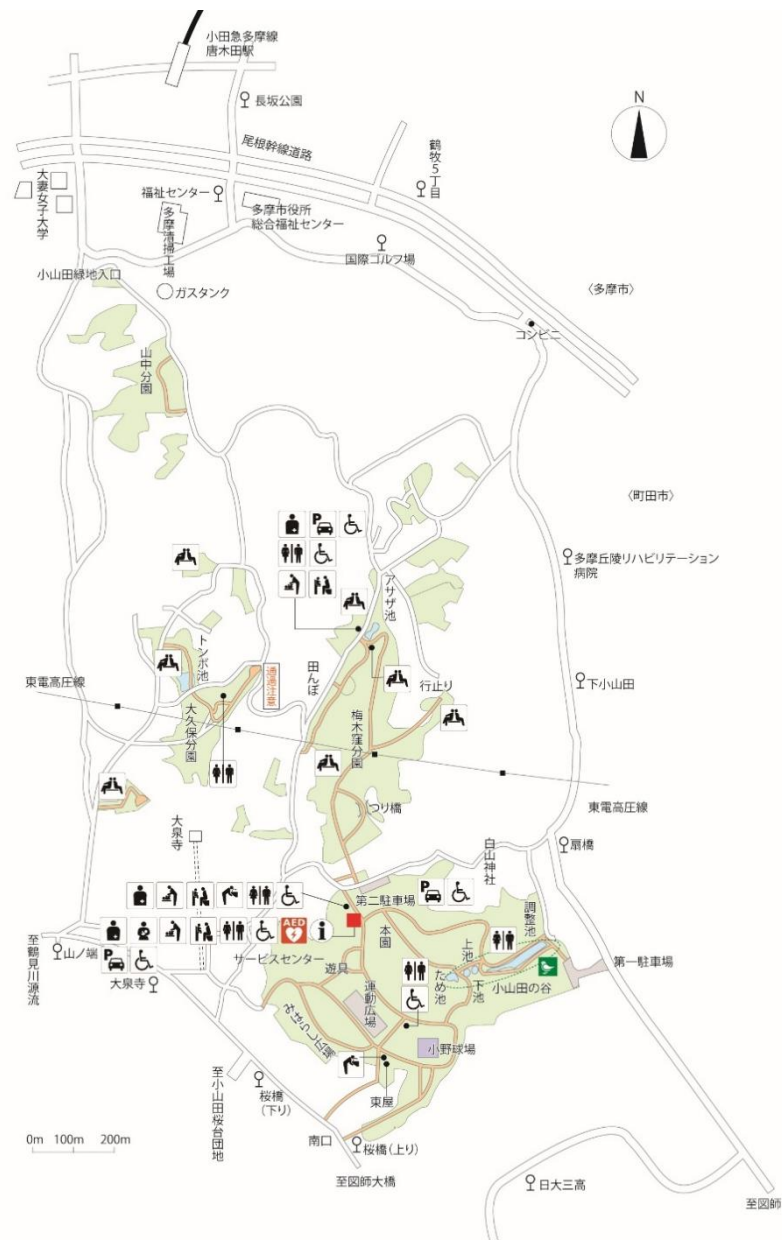 小田急多摩線
唐木田駅
長坂公園
N
尾根幹線道路
鶴牧5丁目
大妻女子大学
福祉センター
多摩清掃工場
多摩市役所
総合福祉センター
国際ゴルフ場
小山田緑地入口
ガスタンク
〈多摩市〉
コンビニ
山中分園
〈町田市〉
P
多摩丘陵リハビリテーション
病院
アサザ池
トンボ池
田んぼ
通過注意
行止り
下小山田
東電高圧線
大久保分園
梅木窪分園
つり橋
東電高圧線
大泉寺
白山神社
扇橋
第二駐車場
P
AED
i
本園
調整池
至鶴見川源流
山ノ端
P
サービスセンター
上池
第一駐車場
大泉寺
遊具
ため池
下池
小山田の谷
運動広場
みはらし広場
小野球場
至小山田桜台団地
桜橋
(下り)
東屋
0m 100m 200m
南口
桜橋(上り)
至図師大橋
日大三高
至図師